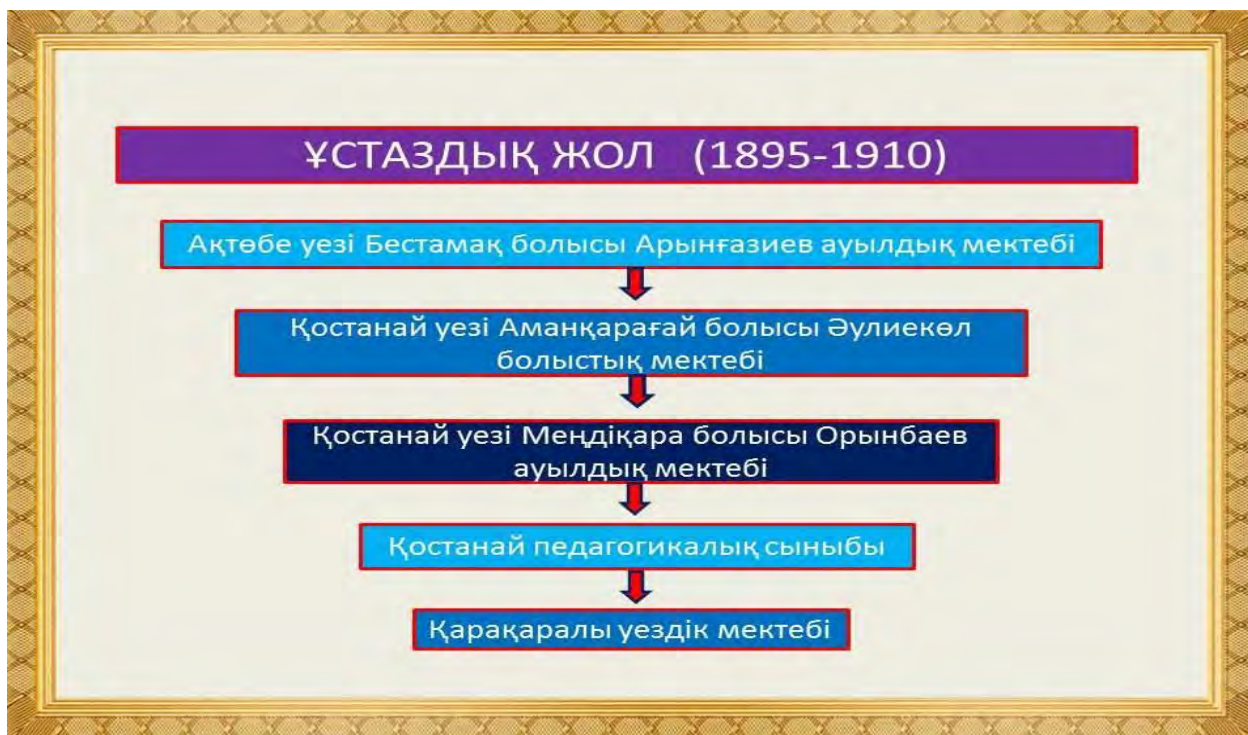 ҰСТАЗДЫҚ ЖОЛ (1895-1910)
Ақтөбе уезі Бестамақ болысы Арынғазиев ауылдық мектебі
Қостанай уезі Аманқарағай болысы Әулиекөл
болыстық мектебі
Қостанай уезі Меңдіқара болысы Орынбаев
ауылдық мектебі
Қостанай педагогикалық сыныбы
Қарақаралы уездік мектебі